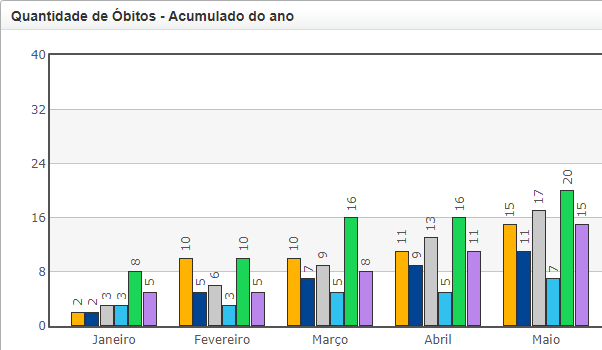 Quantidade de Óbitos - Acumulado do ano
40
32
24
16
8
0
2 2 3 3 8 5
10 5 6 3 10 5
10 7 9 5 16 8
11 9 13 5 16 11
15 11 17 7 20 15
Janeiro Fevereiro Março Abril Maio